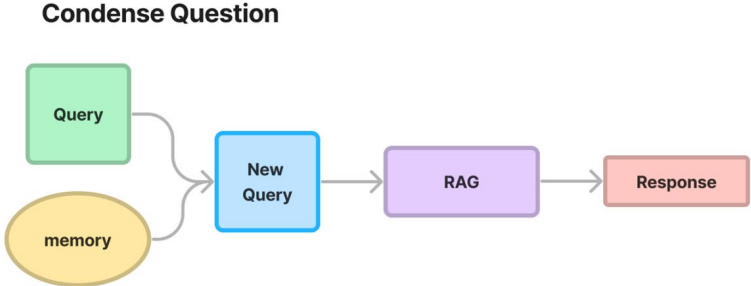 Condense Question
Query
memory
New
Query
RAG
Response